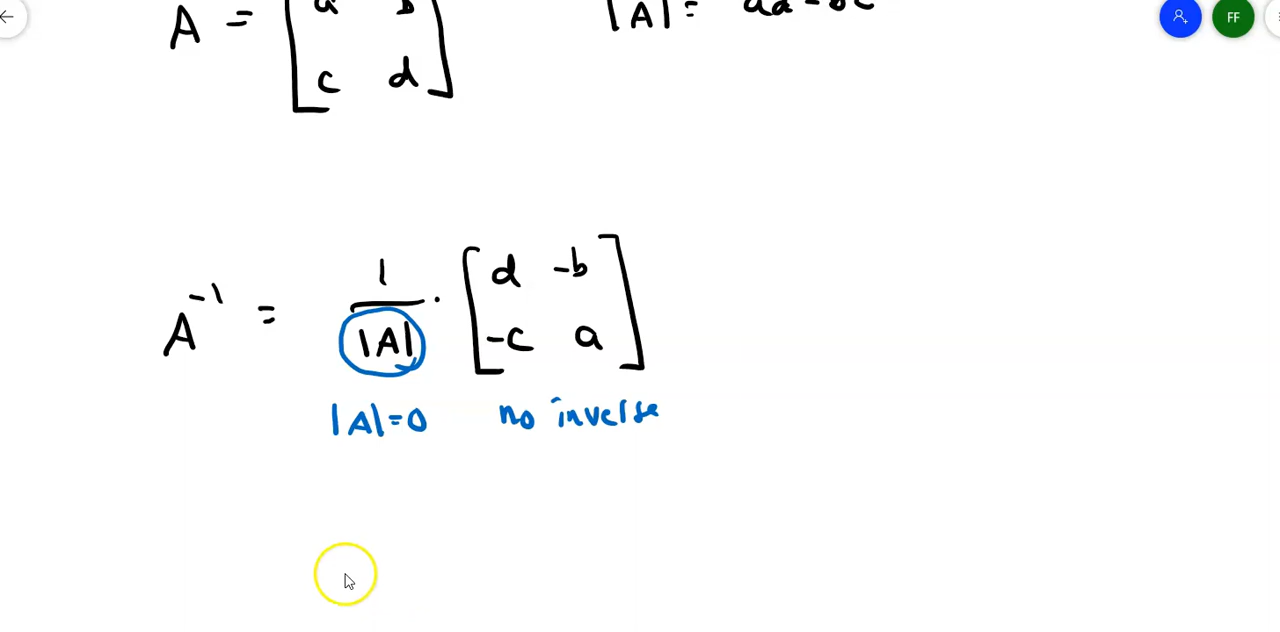 A = [a b
c d]
|A| = ad - bc
FF
A⁻¹ = 1/|A| · [d -b
-c a]
|A|=0 no inverse